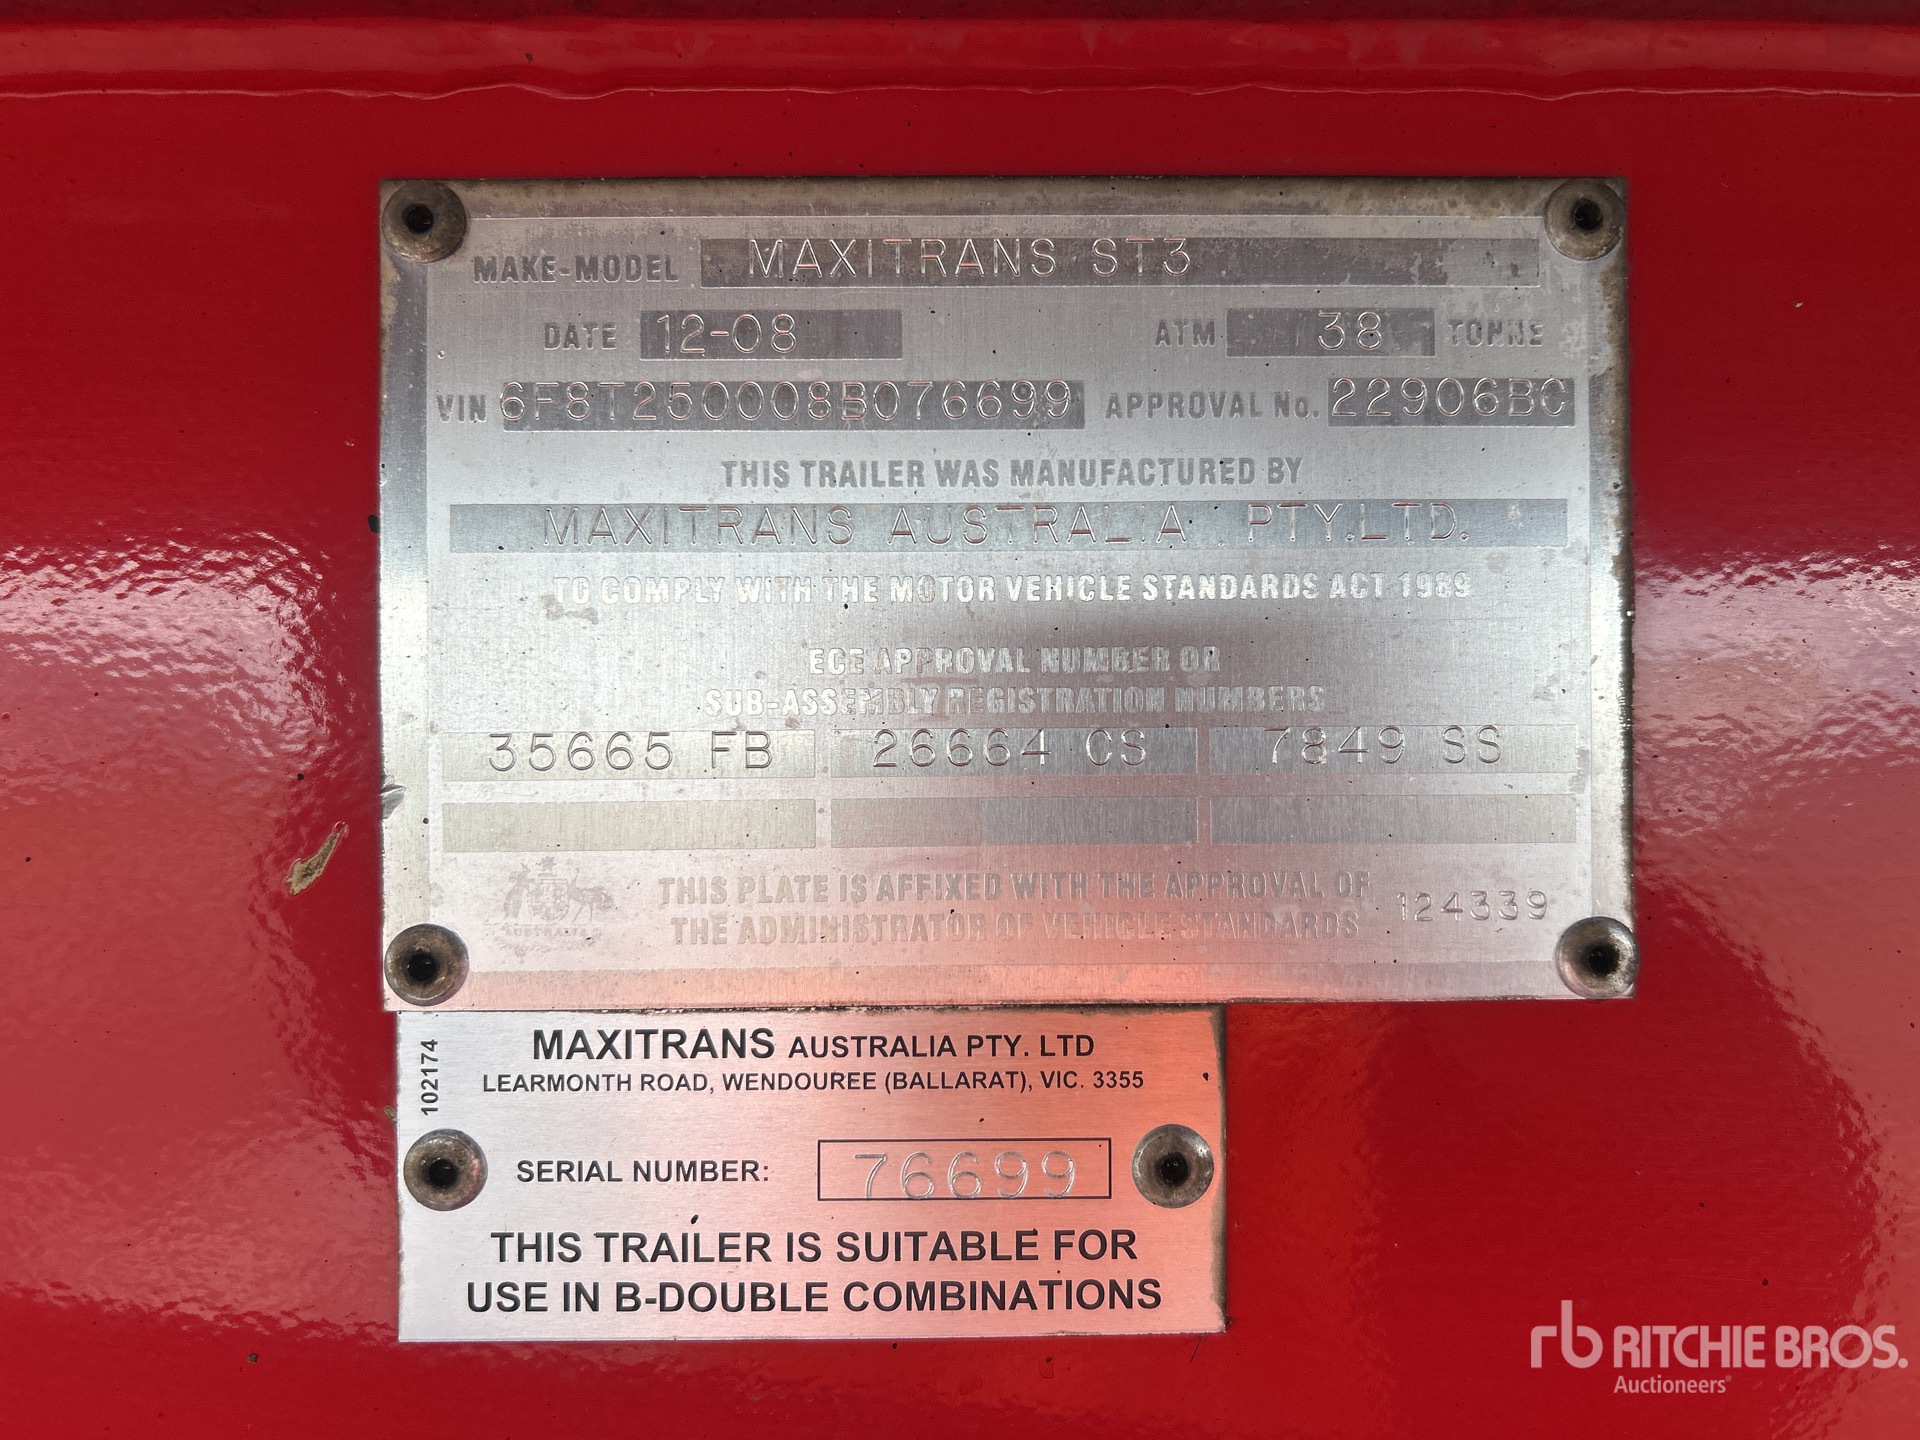 MAKE-MODEL MAXITRANS ST3
DATE 12-08 ATM 38 TONNE
VIN 6F8T250008B076699 APPROVAL No. 22906BC
THIS TRAILER WAS MANUFACTURED BY
MAXITRANS AUSTRALIA PTY.LTD.
TO COMPLY WITH THE MOTOR VEHICLE STANDARDS ACT 1989
ECE APPROVAL NUMBER OR
SUB-ASSEMBLY REGISTRATION NUMBERS
35665 FB 26664 CS 7849 SS
AUSTRALIA
THIS PLATE IS AFFIXED WITH THE APPROVAL OF
THE ADMINISTRATOR OF VEHICLE STANDARDS
124339
102174
MAXITRANS AUSTRALIA PTY. LTD
LEARMONTH ROAD, WENDOUREE (BALLARAT), VIC. 3355
SERIAL NUMBER: 76699
THIS TRAILER IS SUITABLE FOR
USE IN B-DOUBLE COMBINATIONS
rb RITCHIE BROS.
Auctioneers